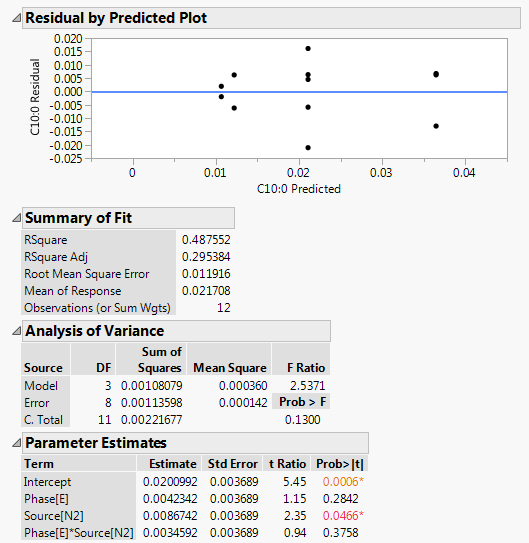 Residual by Predicted Plot
0.020
0.015
0.010
0.005
0.000
-0.005
-0.010
-0.015
-0.020
-0.025
C10:0 Residual
0 0.01 0.02 0.03 0.04
C10:0 Predicted
Summary of Fit
RSquare 0.487552
RSquare Adj 0.295384
Root Mean Square Error 0.011916
Mean of Response 0.021708
Observations (or Sum Wgts) 12
Analysis of Variance
Sum of
Source DF Squares Mean Square F Ratio
Model 3 0.00108079 0.000360 2.5371
Error 8 0.00113598 0.000142 Prob > F
C. Total 11 0.00221677 0.1300
Parameter Estimates
Term Estimate Std Error t Ratio Prob>|t|
Intercept 0.0200992 0.003689 5.45 0.0006*
Phase[E] 0.0042342 0.003689 1.15 0.2842
Source[N2] 0.0086742 0.003689 2.35 0.0466*
Phase[E]*Source[N2] 0.0034592 0.003689 0.94 0.3758